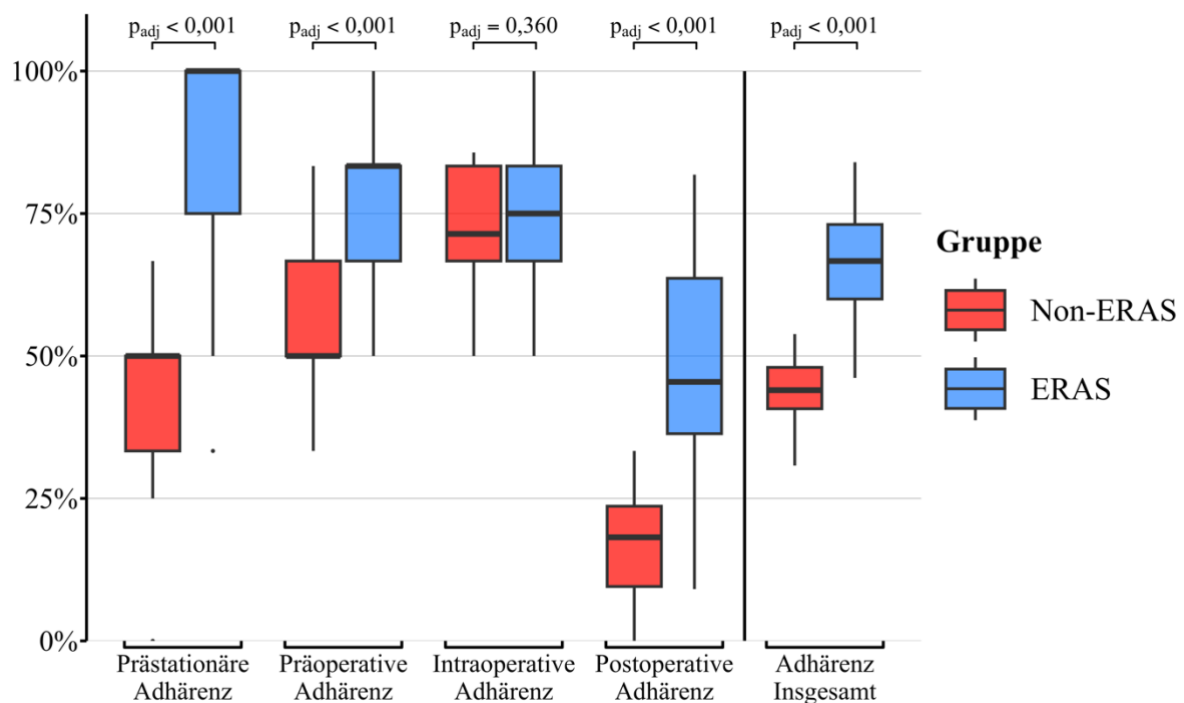 p_adj < 0,001
p_adj < 0,001
p_adj = 0,360
p_adj < 0,001
p_adj < 0,001
100%
75%
50%
25%
0%
Prästationäre
Adhärenz
Präoperative
Adhärenz
Intraoperative
Adhärenz
Postoperative
Adhärenz
Adhärenz
Insgesamt
Gruppe
Non-ERAS
ERAS